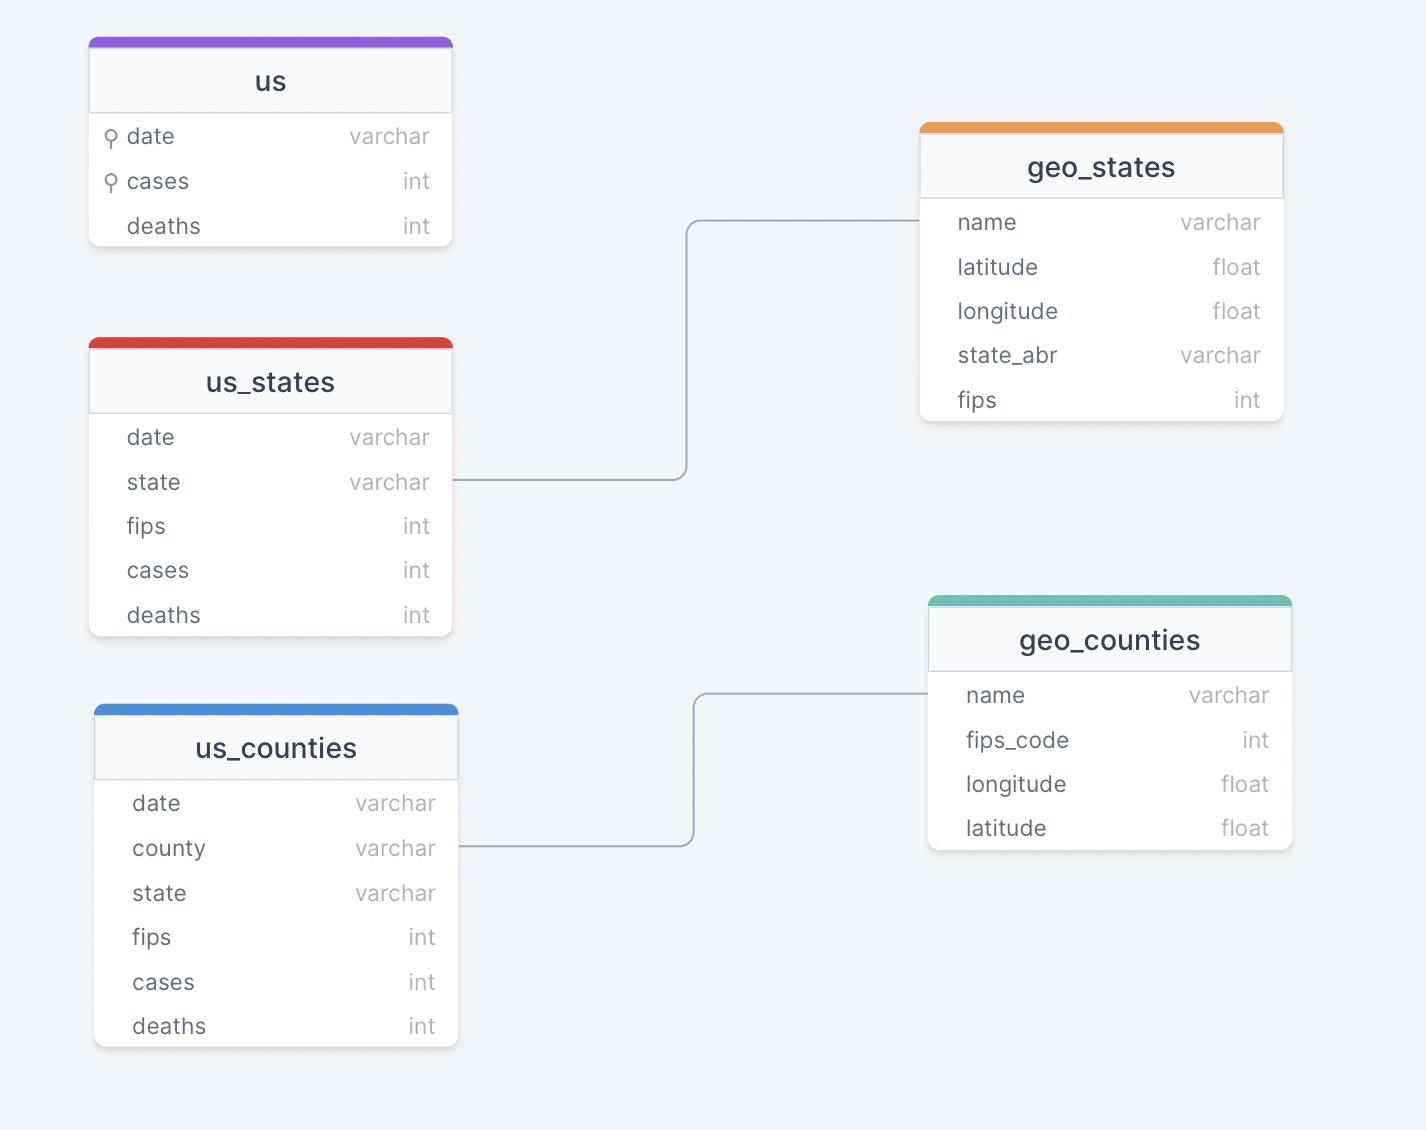 us
date varchar
cases int
deaths int
us_states
date varchar
state varchar
fips int
cases int
deaths int
us_counties
date varchar
county varchar
state varchar
fips int
cases int
deaths int
geo_states
name varchar
latitude float
longitude float
state_abr varchar
fips int
geo_counties
name varchar
fips_code int
longitude float
latitude float